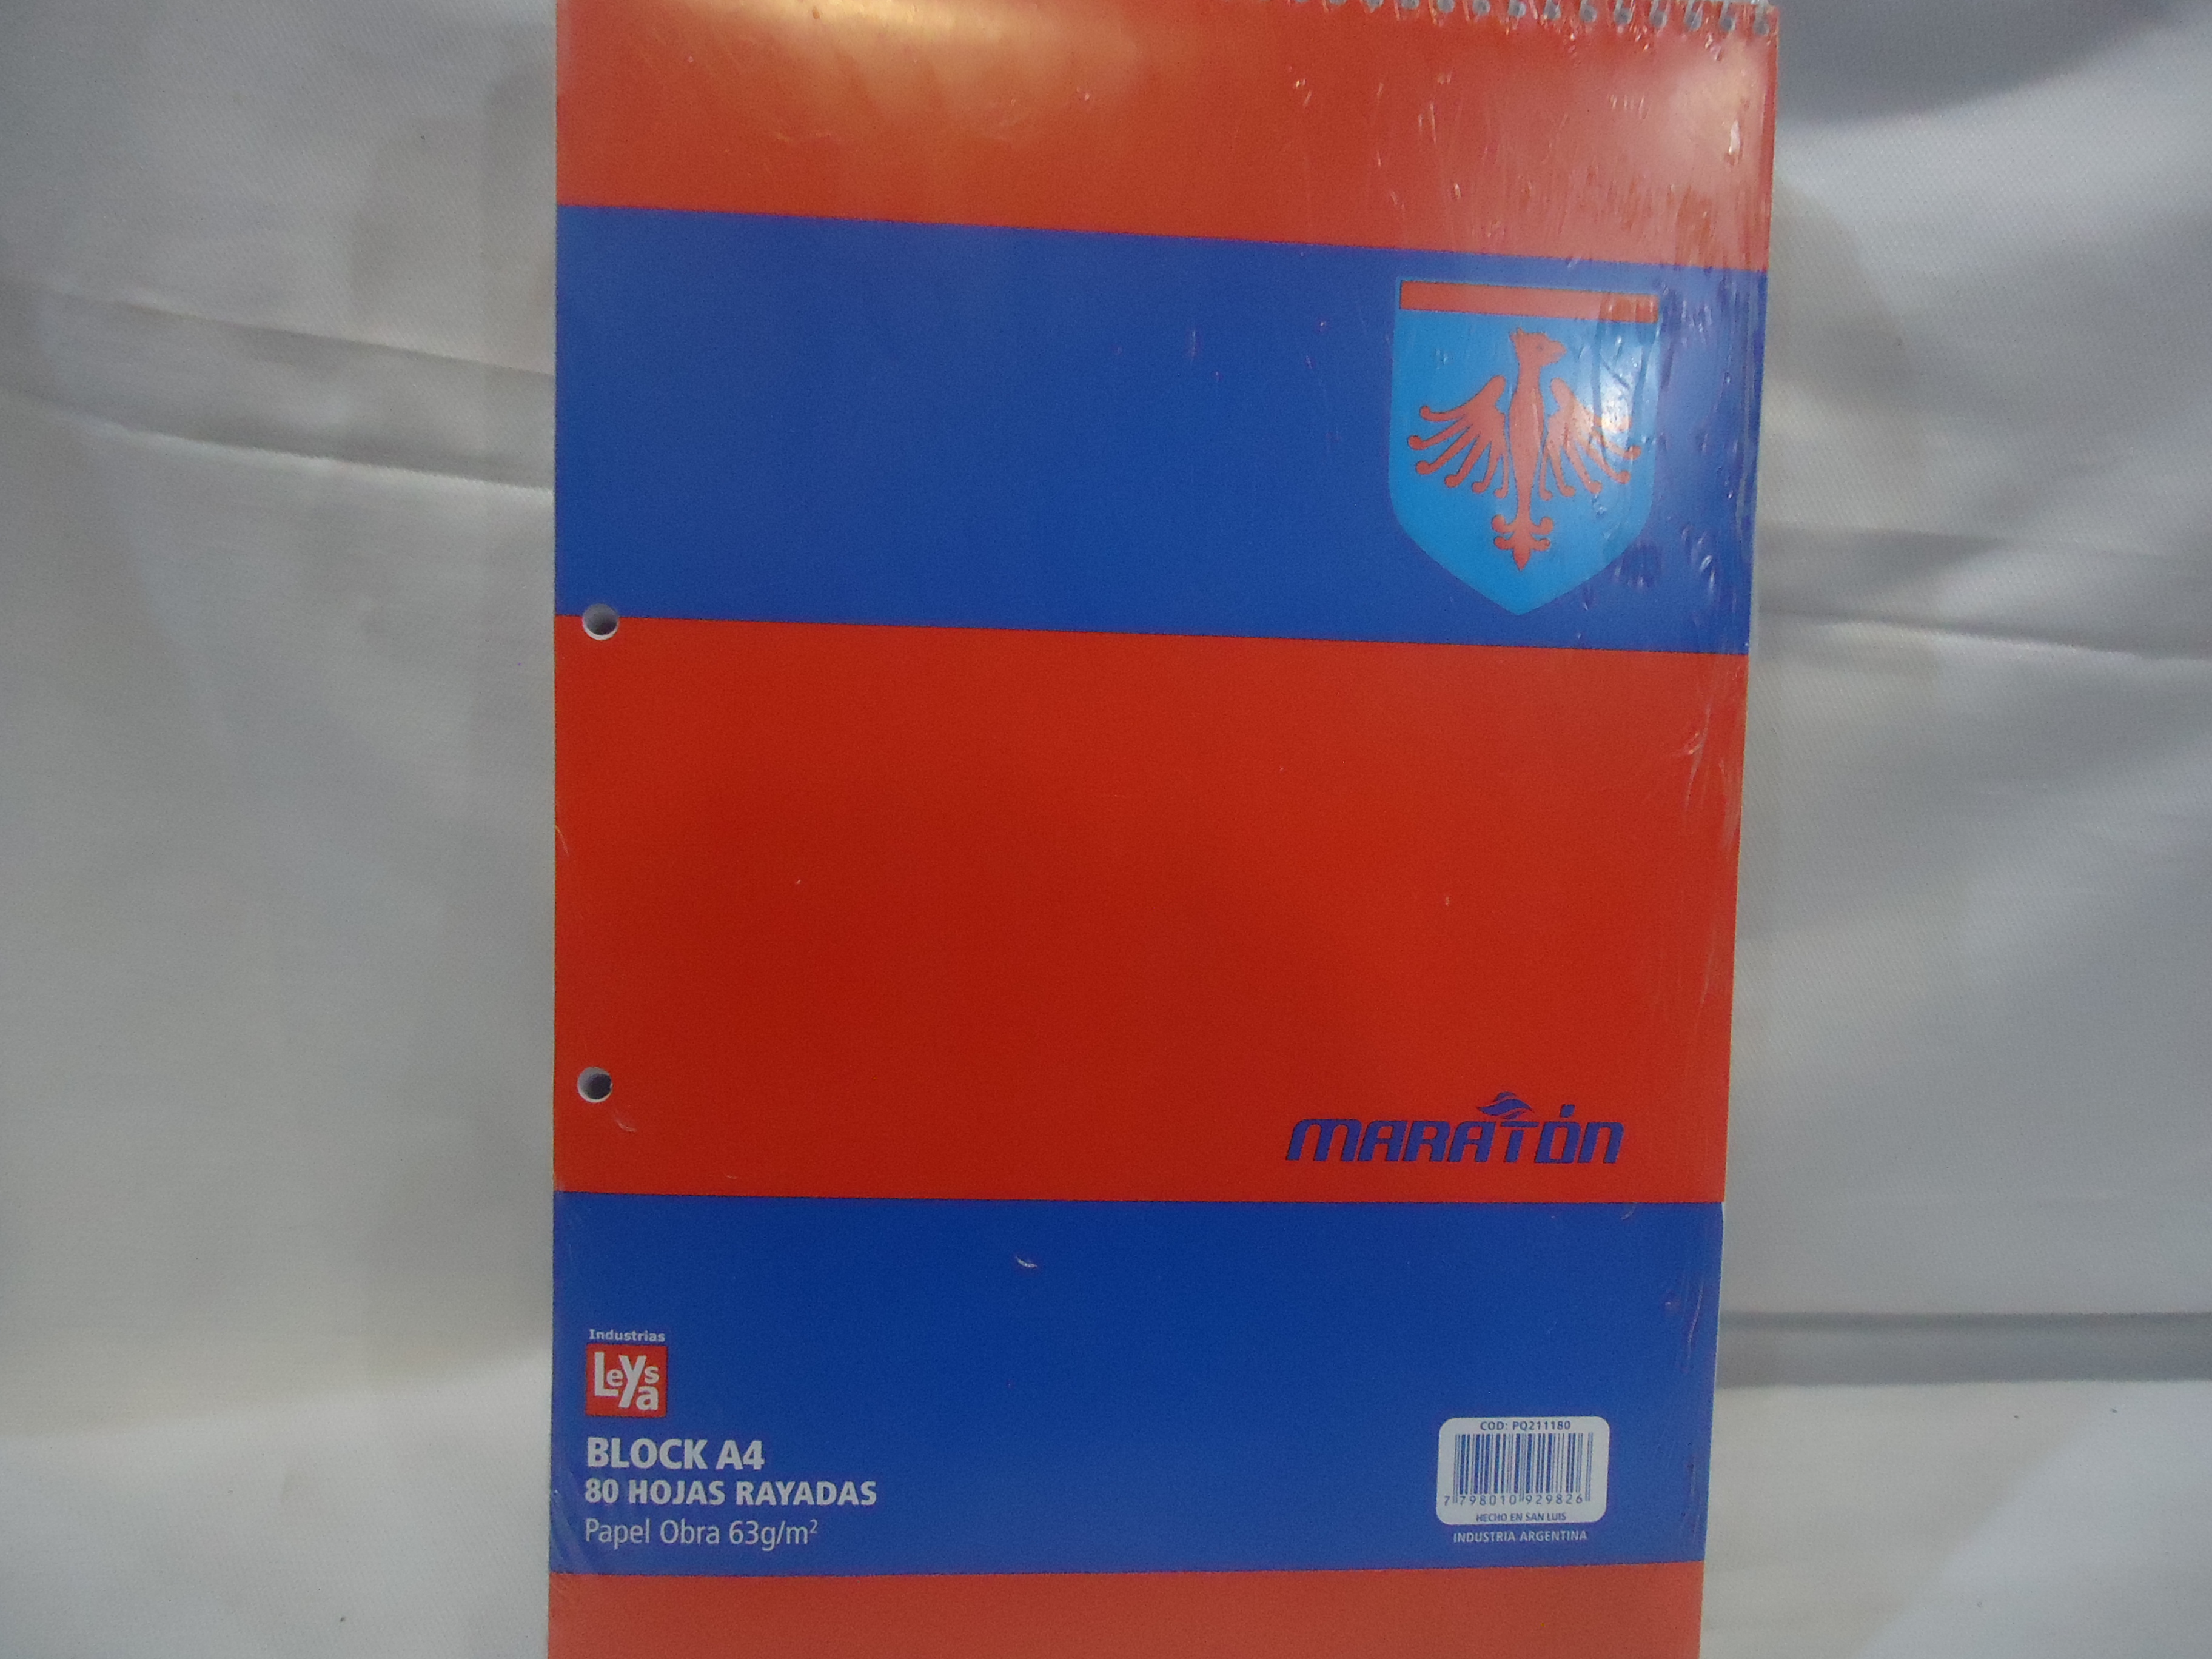 MARATÓN
Industrias
Leysa
BLOCK A4
80 HOJAS RAYADAS
Papel Obra 63g/m²
COD: PQ211180
7 798010 929826
HECHO EN SAN LUIS
INDUSTRIA ARGENTINA